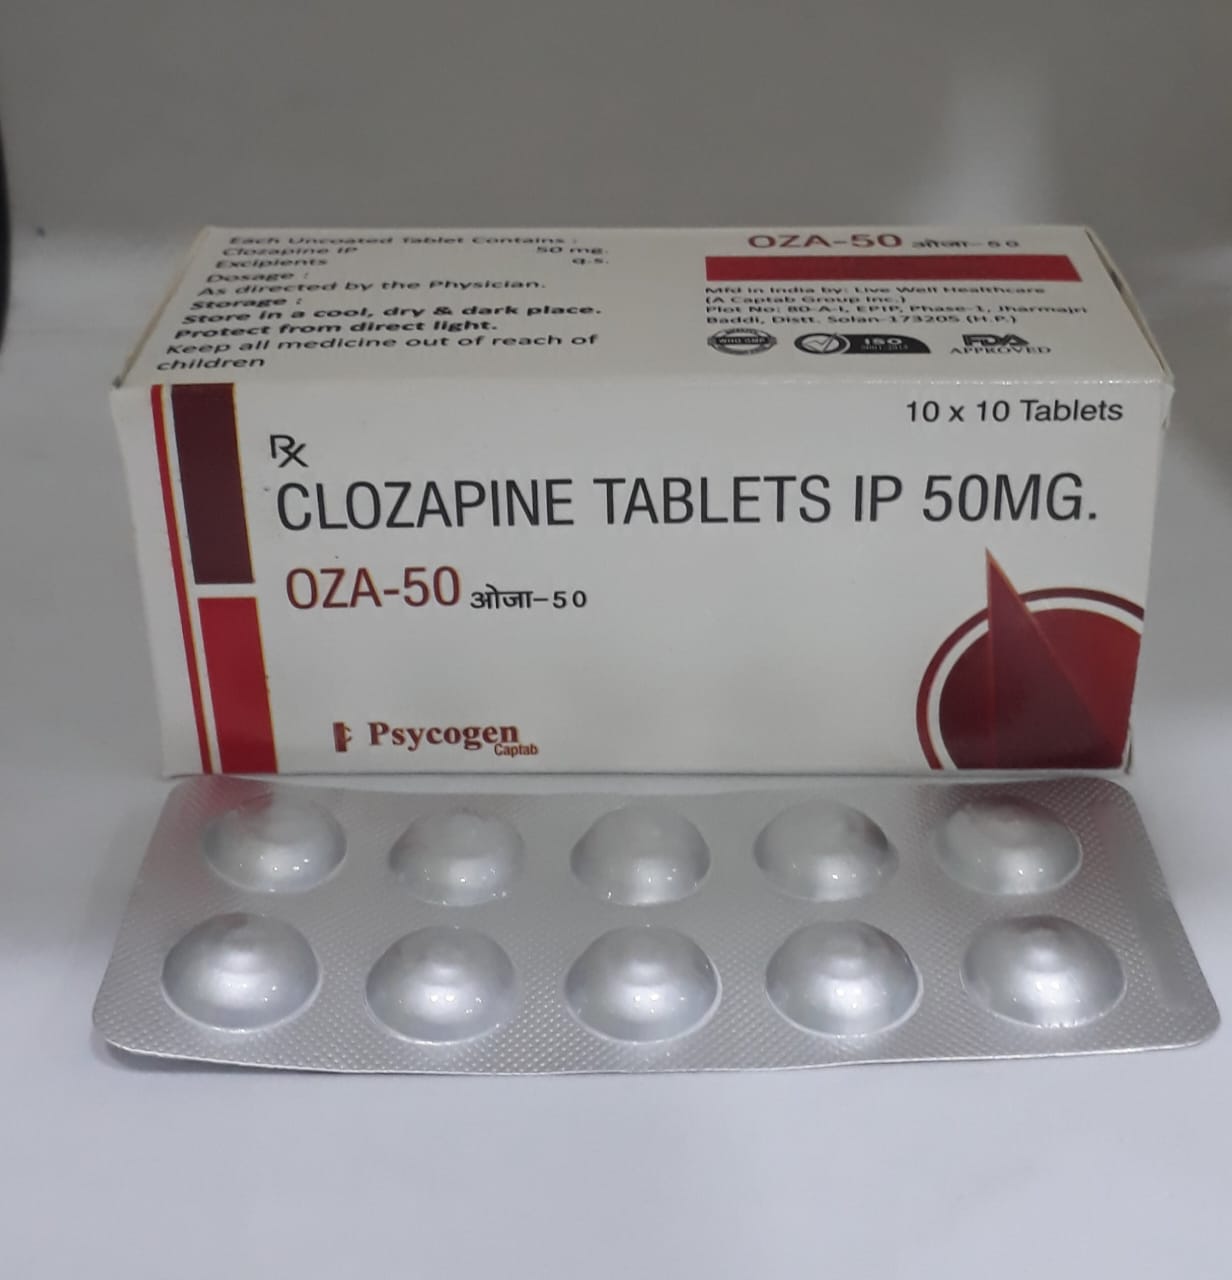 Each Uncoated Tablet Contains :
Clozapine IP 50 mg.
Excipients q.s.
Dosage :
As directed by the Physician.
Storage :
Store in a cool, dry & dark place.
Protect from direct light.
Keep all medicine out of reach of
children
OZA-50 ओजा-50
Mfd in India by: Live Well Healthcare
(A Captab Group Inc.)
Plot No: 80-A-I, EPIP, Phase-1, Jharmajri
Baddi, Distt. Solan-173205 (H.P.)
WHO GMP
ISO
FDA
APPROVED
10 x 10 Tablets
Rx
CLOZAPINE TABLETS IP 50MG.
OZA-50 ओजा-50
Psycogen
Captab